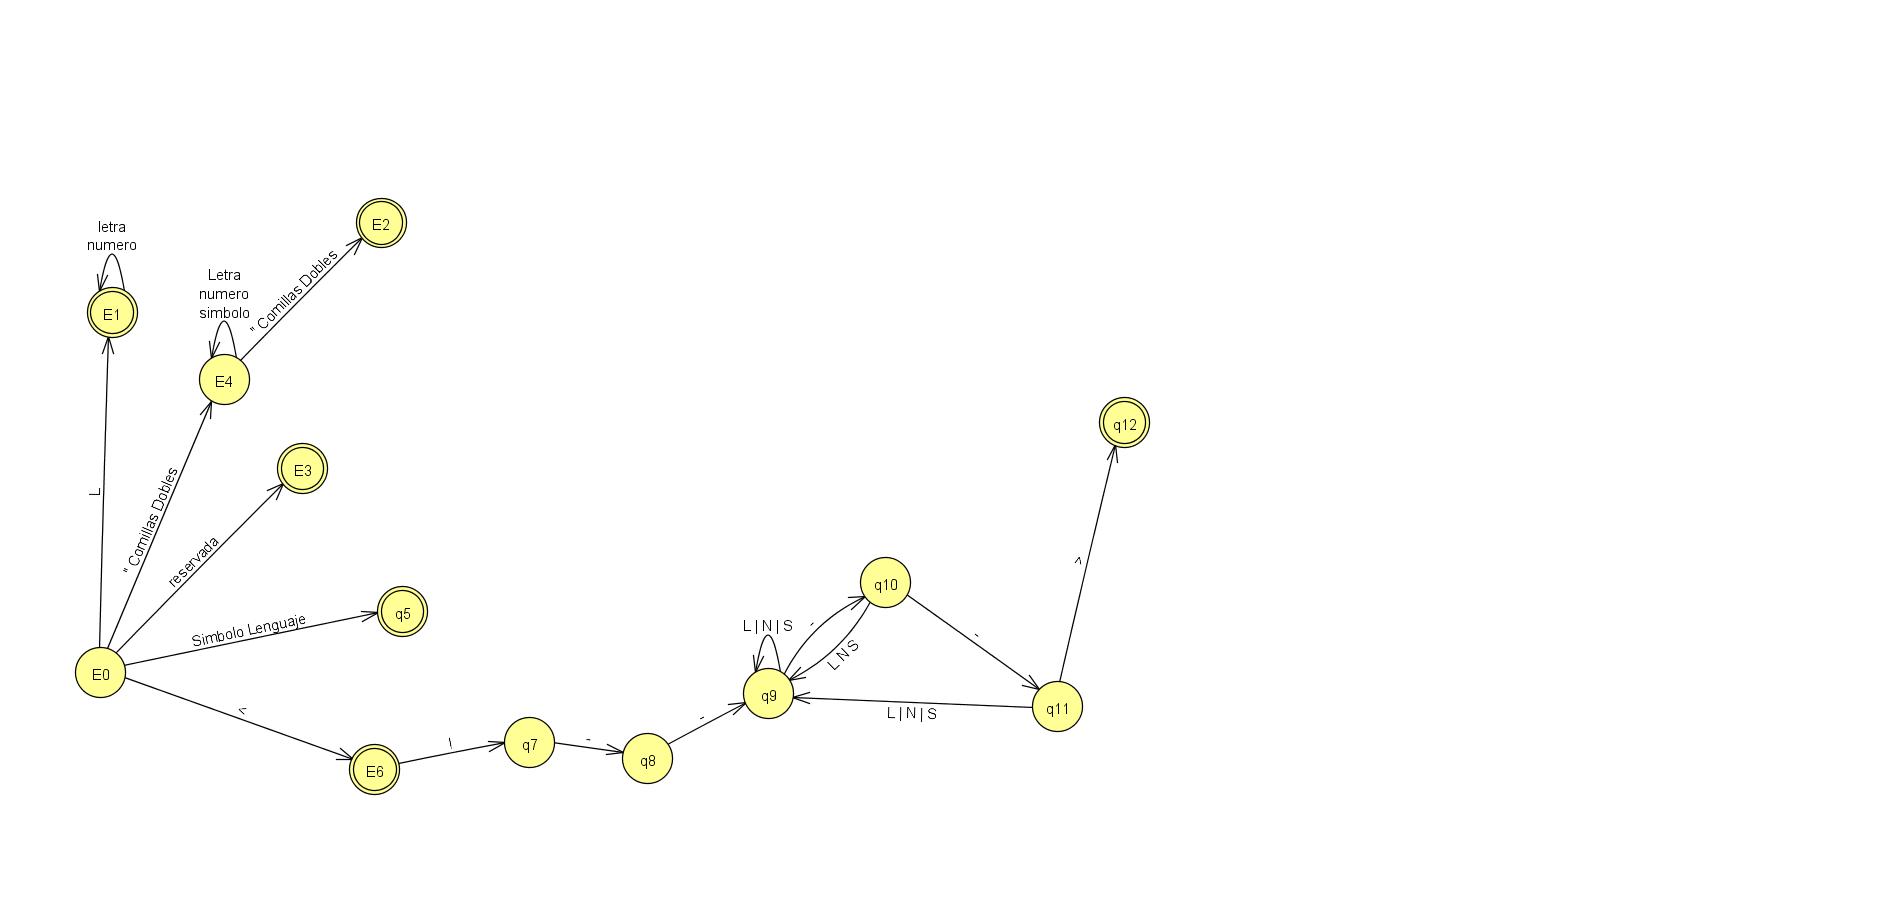 E2
letra
numero
Letra
numero
simbolo
" Comillas Dobles
E1
E4
q12
E3
L
" Comillas Dobles
reservada
>
q10
q5
Simbolo Lenguaje
L | N | S
-
-
L N S
E0
q9
<
q11
L | N | S
-
!
-
q7
q8
E6